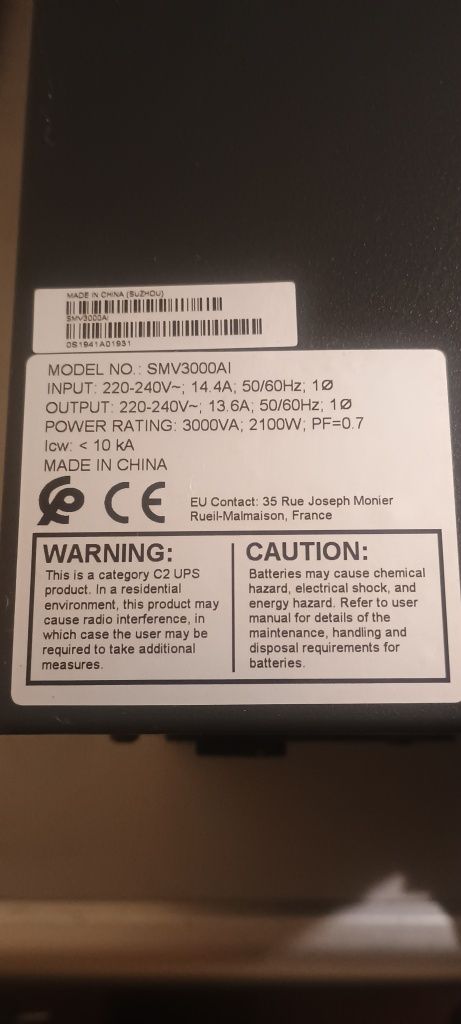 MADE IN CHINA (SUZHOU)
SMV3000AI
0S1941A01931
MODEL NO.: SMV3000AI
INPUT: 220-240V~; 14.4A; 50/60Hz; 1Ø
OUTPUT: 220-240V~; 13.6A; 50/60Hz; 1Ø
POWER RATING: 3000VA; 2100W; PF=0.7
Icw: < 10 kA
MADE IN CHINA
CE
EU Contact: 35 Rue Joseph Monier
Rueil-Malmaison, France
WARNING:
This is a category C2 UPS
product. In a residential
environment, this product may
cause radio interference, in
which case the user may be
required to take additional
measures.
CAUTION:
Batteries may cause chemical
hazard, electrical shock, and
energy hazard. Refer to user
manual for details of the
maintenance, handling and
disposal requirements for
batteries.